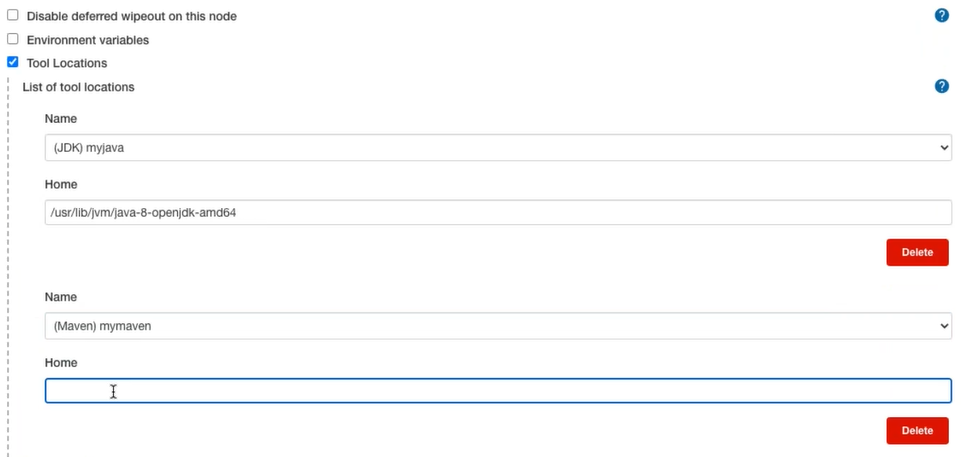 Disable deferred wipeout on this node
?
Environment variables
Tool Locations
List of tool locations
?
Name
(JDK) myjava
Home
/usr/lib/jvm/java-8-openjdk-amd64
Delete
Name
(Maven) mymaven
Home
Delete